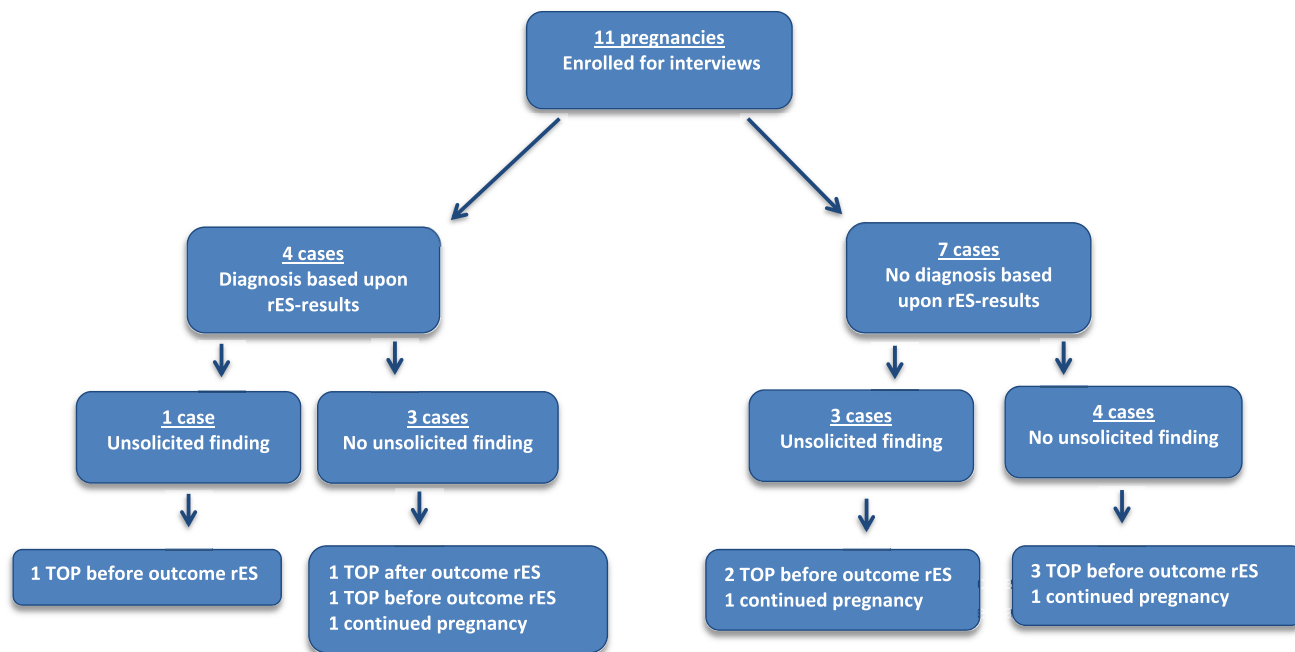 11 pregnancies
Enrolled for interviews
4 cases
Diagnosis based upon
rES-results
7 cases
No diagnosis based
upon rES-results
1 case
Unsolicited finding
3 cases
No unsolicited finding
3 cases
Unsolicited finding
4 cases
No unsolicited finding
1 TOP before outcome rES
1 TOP after outcome rES
1 TOP before outcome rES
1 continued pregnancy
2 TOP before outcome rES
1 continued pregnancy
3 TOP before outcome rES
1 continued pregnancy